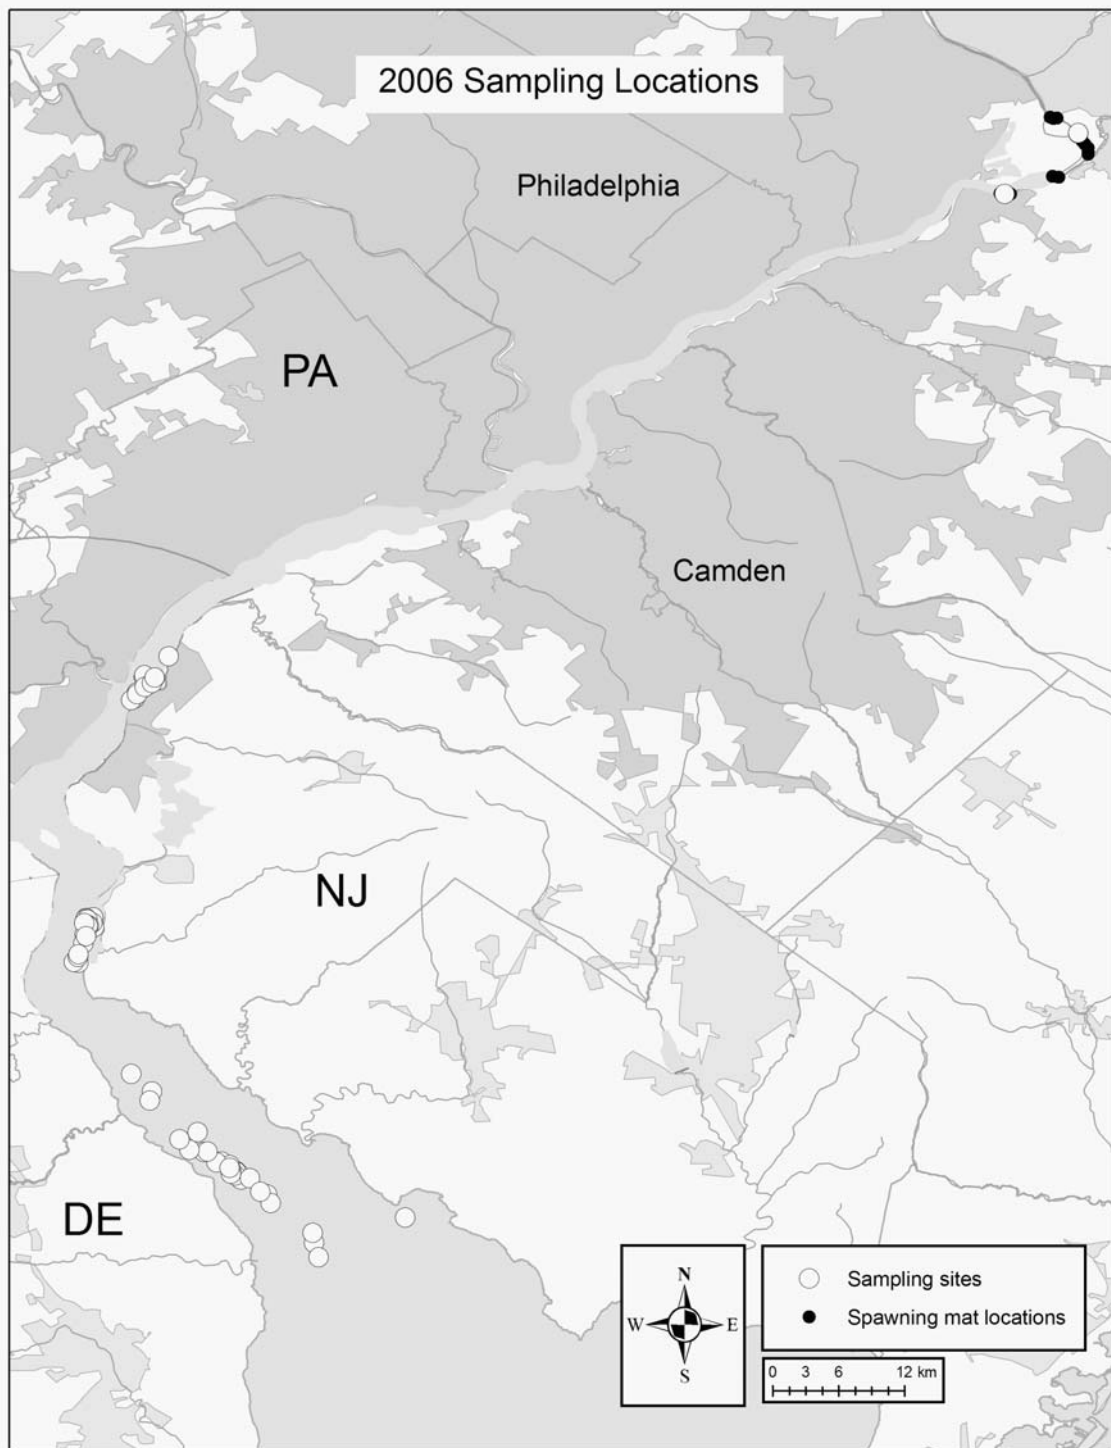 2006 Sampling Locations
Philadelphia
PA
Camden
NJ
DE
N
W E
S
Sampling sites
Spawning mat locations
0 3 6 12 km